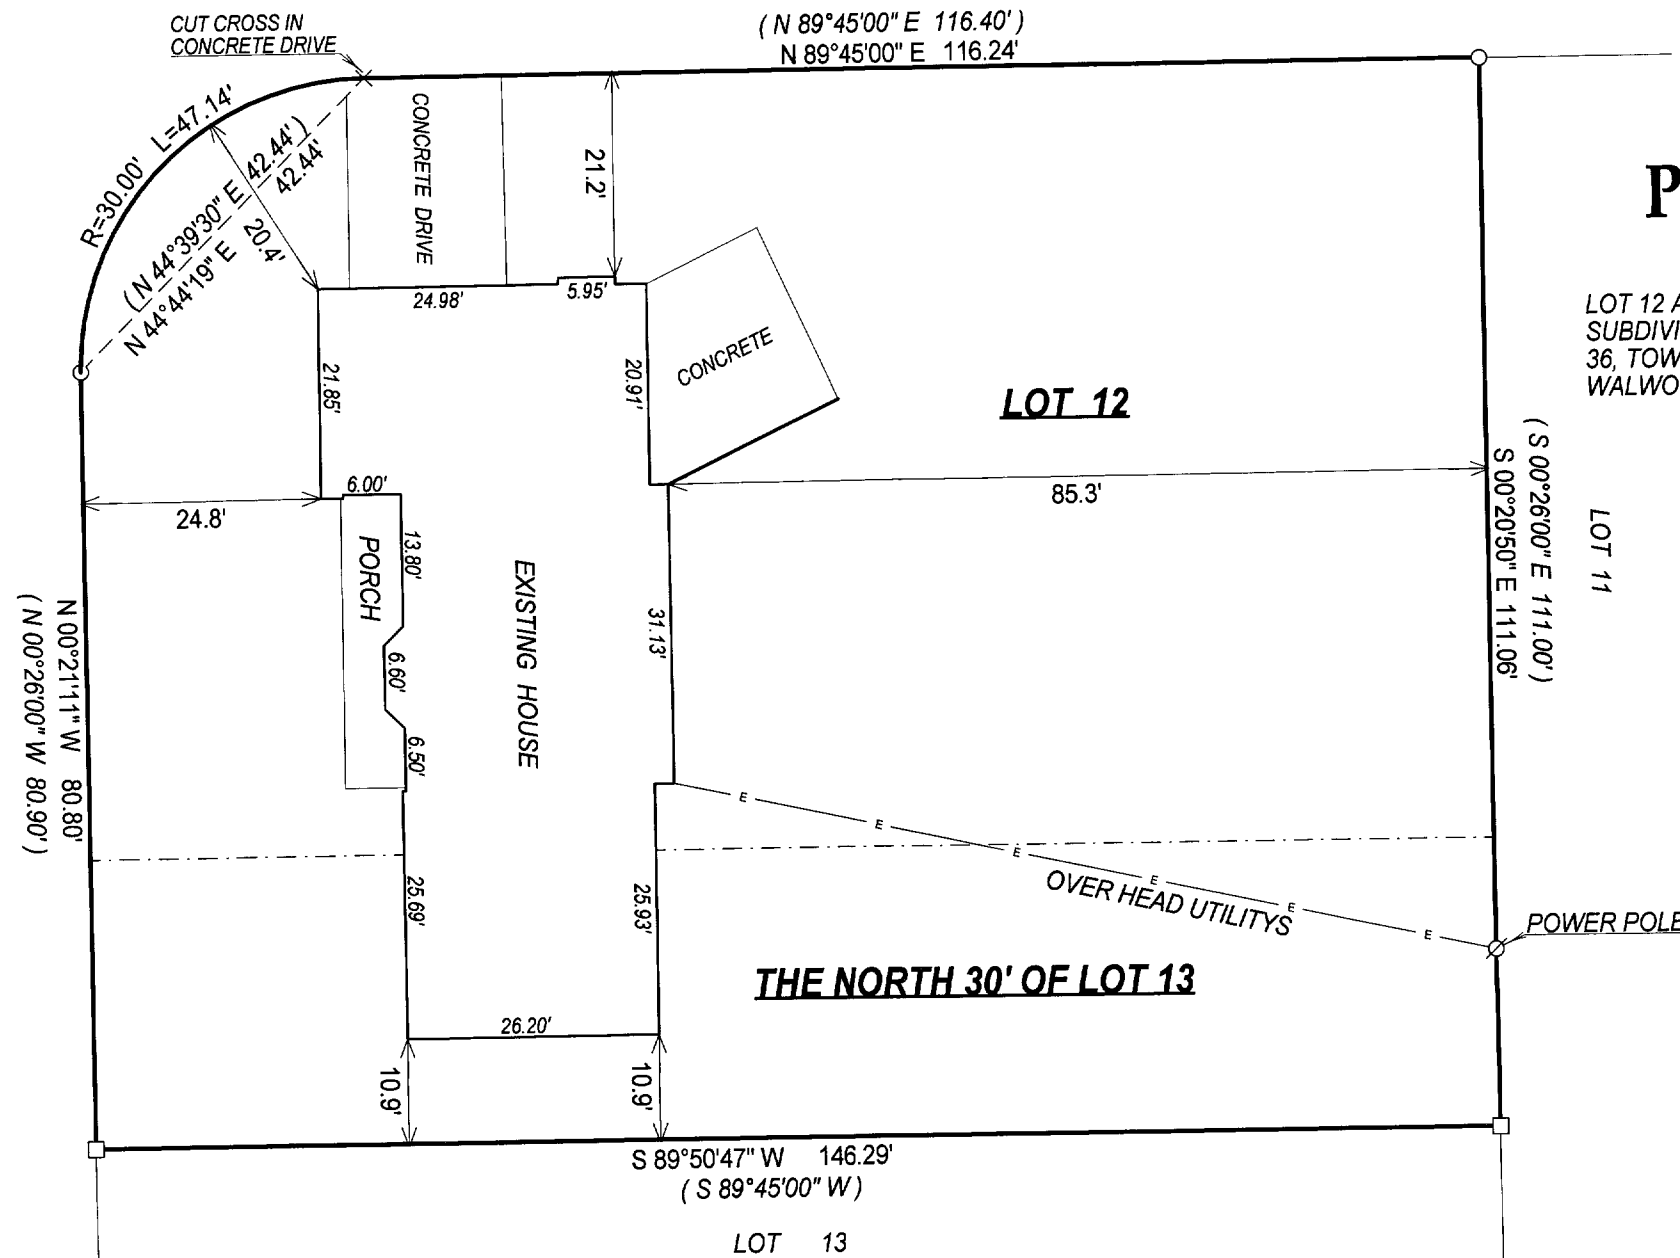 CUT CROSS IN
CONCRETE DRIVE
( N 89°45'00" E 116.40' )
N 89°45'00" E 116.24'
R=30.00' L=47.14'
( N 44°39'30" E 42.44' )
N 44°44'19" E 42.44'
20.4'
CONCRETE DRIVE
21.2'
P
24.98'
5.95'
LOT 12 A
SUBDIVI
36, TOW
WALWO
21.85'
20.91'
CONCRETE
LOT 12
( S 00°26'00" E 111.00' )
S 00°20'50" E 111.06'
LOT 11
6.00'
24.8'
85.3'
PORCH
13.80'
EXISTING HOUSE
31.13'
6.60'
6.50'
N 00°21'11" W 80.80'
( N 00°26'00" W 80.90' )
E
E
E
E
E
E
OVER HEAD UTILITYS
POWER POLE
25.69'
25.93'
THE NORTH 30' OF LOT 13
26.20'
10.9'
10.9'
S 89°50'47" W 146.29'
( S 89°45'00" W )
LOT 13